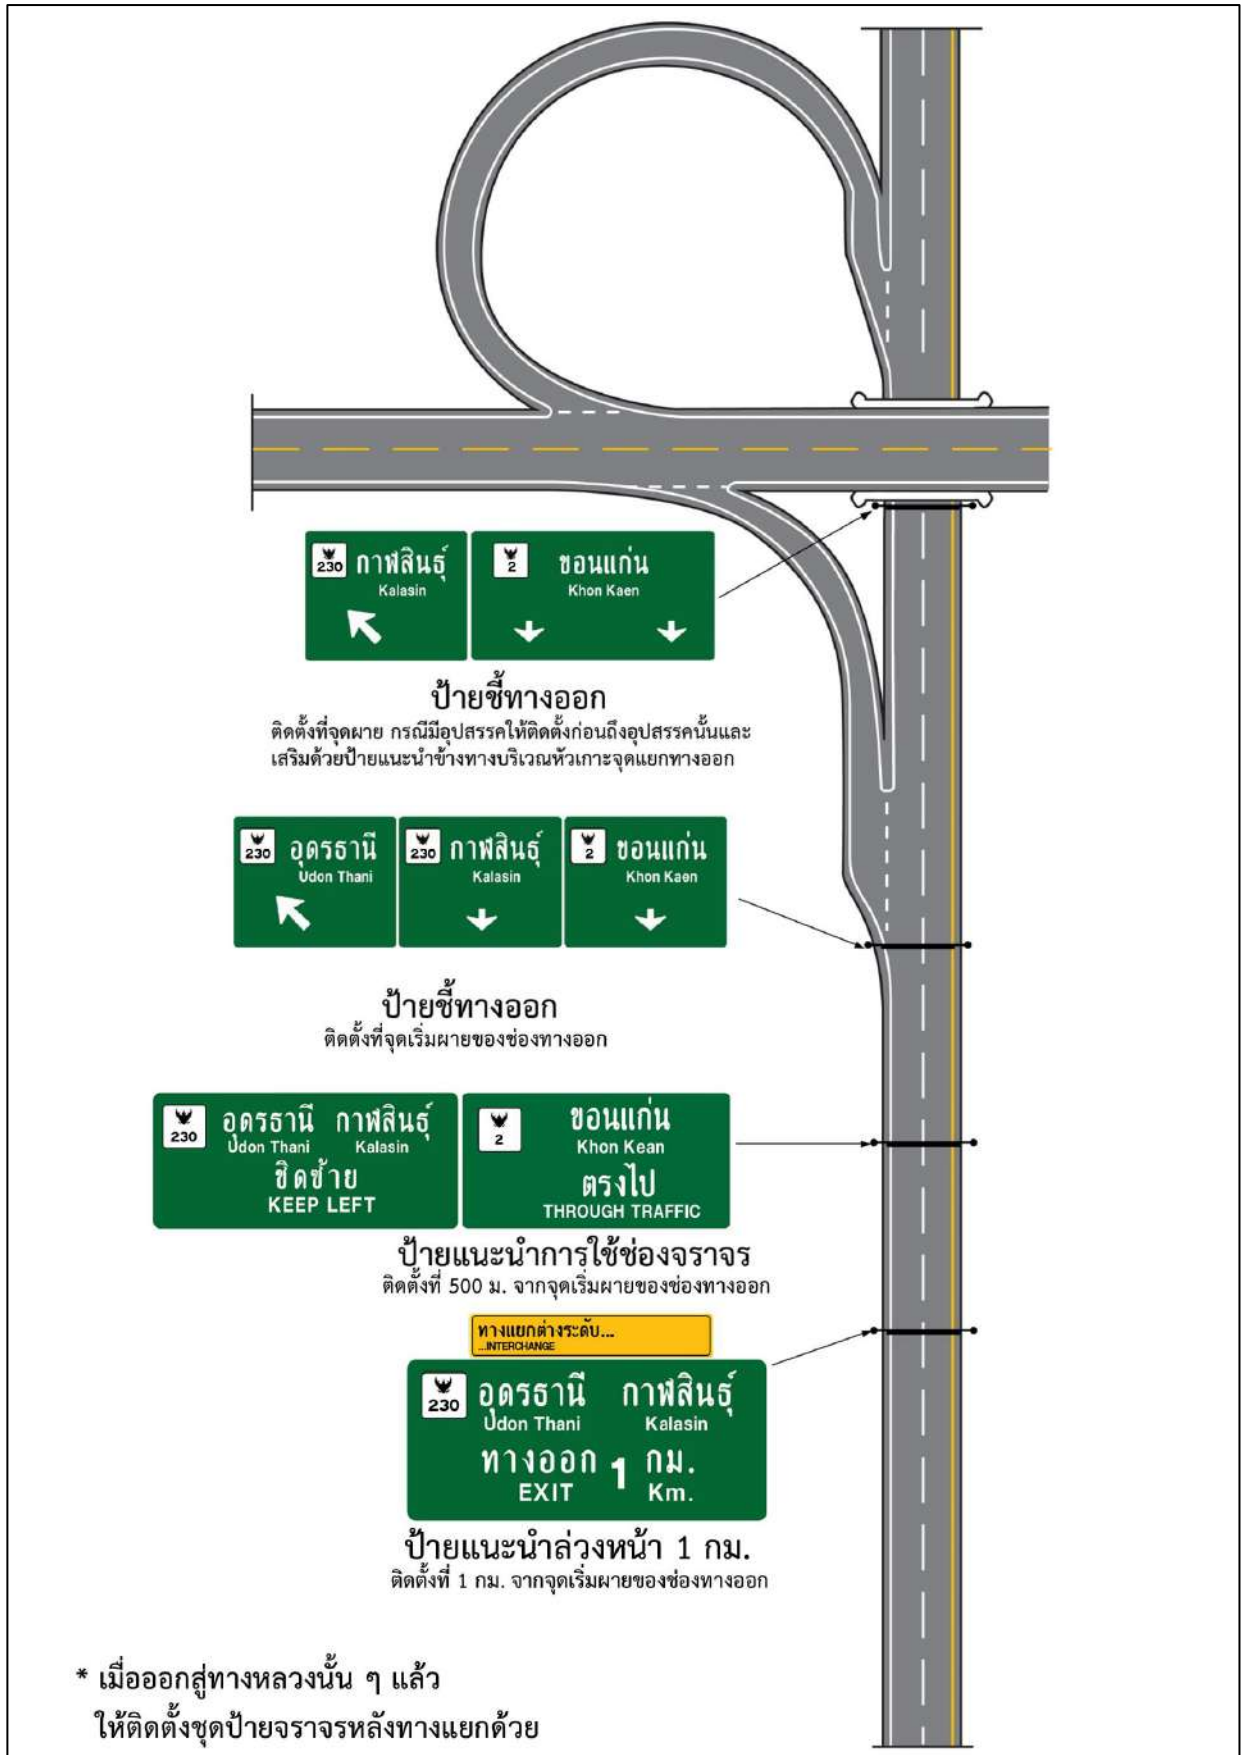 230 กาฬสินธุ์
Kalasin
2 ขอนแก่น
Khon Kaen
ป้ายชี้ทางออก
ติดตั้งที่จุดผาย กรณีมีอุปสรรคให้ติดตั้งก่อนถึงอุปสรรคนั้นและ
เสริมด้วยป้ายแนะนำข้างทางบริเวณหัวเกาะจุดแยกทางออก
230 อุดรธานี
Udon Thani
230 กาฬสินธุ์
Kalasin
2 ขอนแก่น
Khon Kaen
ป้ายชี้ทางออก
ติดตั้งที่จุดเริ่มผายของช่องทางออก
230 อุดรธานี กาฬสินธุ์
Udon Thani Kalasin
ชิดซ้าย
KEEP LEFT
2 ขอนแก่น
Khon Kean
ตรงไป
THROUGH TRAFFIC
ป้ายแนะนำการใช้ช่องจราจร
ติดตั้งที่ 500 ม. จากจุดเริ่มผายของช่องทางออก
ทางแยกต่างระดับ...
...INTERCHANGE
230 อุดรธานี กาฬสินธุ์
Udon Thani Kalasin
ทางออก 1 กม.
EXIT Km.
ป้ายแนะนำล่วงหน้า 1 กม.
ติดตั้งที่ 1 กม. จากจุดเริ่มผายของช่องทางออก
* เมื่อออกสู่ทางหลวงนั้น ๆ แล้ว
ให้ติดตั้งชุดป้ายจราจรหลังทางแยกด้วย